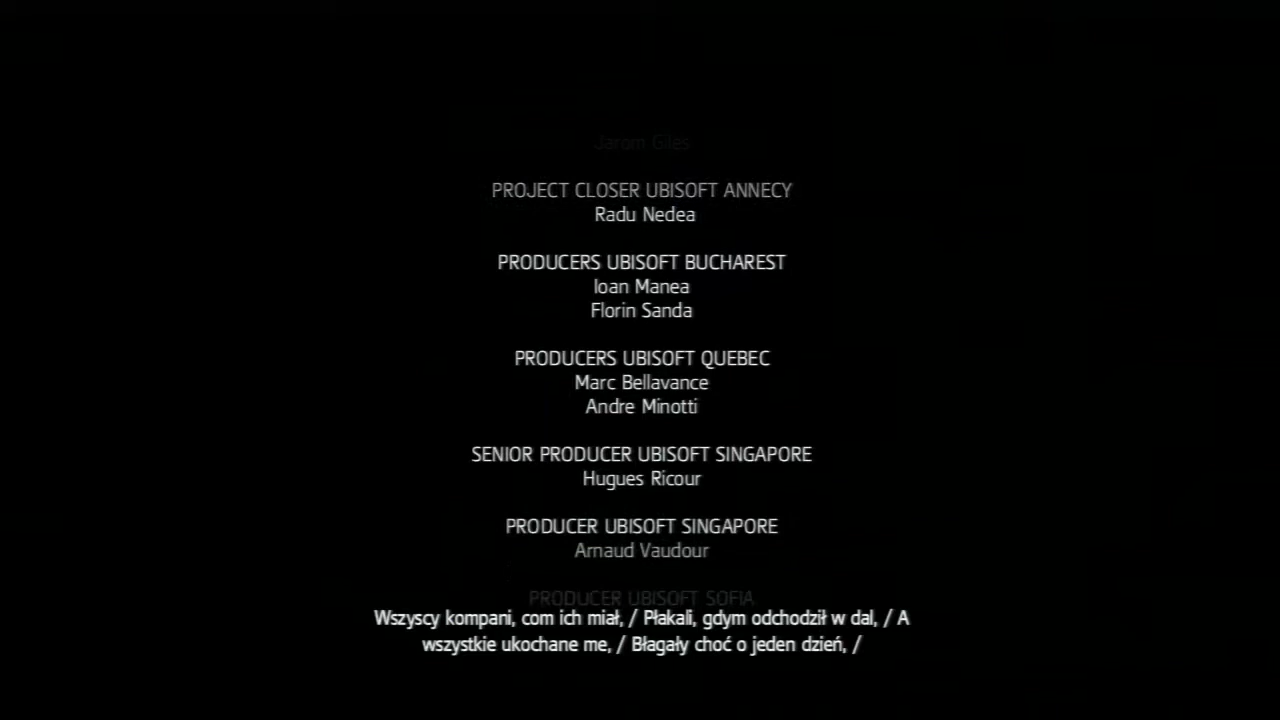 Jarom Giles
PROJECT CLOSER UBISOFT ANNECY
Radu Nedea
PRODUCERS UBISOFT BUCHAREST
Ioan Manea
Florin Sanda
PRODUCERS UBISOFT QUEBEC
Marc Bellavance
Andre Minotti
SENIOR PRODUCER UBISOFT SINGAPORE
Hugues Ricour
PRODUCER UBISOFT SINGAPORE
Arnaud Vaudour
PRODUCER UBISOFT SOFIA
Wszyscy kompani, com ich miał, / Płakali, gdym odchodził w dal, / A
wszystkie ukochane me, / Błagały choć o jeden dzień, /